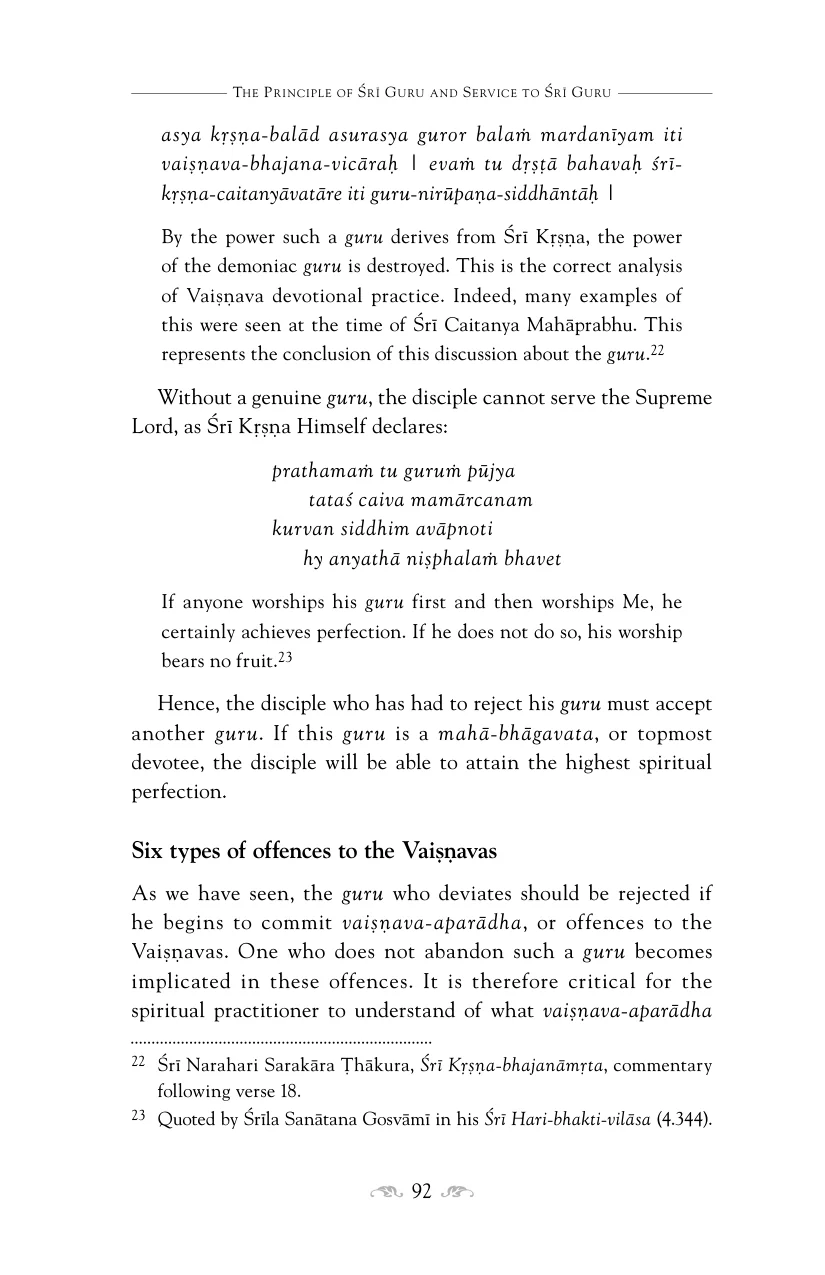 The Principle of Śrī Guru and Service to Śrī Guru
asya kṛṣṇa-balād asurasya guror balaṁ mardanīyam iti
vaiṣṇava-bhajana-vicāraḥ | evaṁ tu dṛṣṭā bahavaḥ śrī-
kṛṣṇa-caitanyāvatāre iti guru-nirūpaṇa-siddhāntāḥ |
By the power such a guru derives from Śrī Kṛṣṇa, the power
of the demoniac guru is destroyed. This is the correct analysis
of Vaiṣṇava devotional practice. Indeed, many examples of
this were seen at the time of Śrī Caitanya Mahāprabhu. This
represents the conclusion of this discussion about the guru.22
Without a genuine guru, the disciple cannot serve the Supreme
Lord, as Śrī Kṛṣṇa Himself declares:
prathamaṁ tu guruṁ pūjya
tataś caiva mamārcanam
kurvan siddhim avāpnoti
hy anyathā niṣphalaṁ bhavet
If anyone worships his guru first and then worships Me, he
certainly achieves perfection. If he does not do so, his worship
bears no fruit.23
Hence, the disciple who has had to reject his guru must accept
another guru. If this guru is a mahā-bhāgavata, or topmost
devotee, the disciple will be able to attain the highest spiritual
perfection.
Six types of offences to the Vaiṣṇavas
As we have seen, the guru who deviates should be rejected if
he begins to commit vaiṣṇava-aparādha, or offences to the
Vaiṣṇavas. One who does not abandon such a guru becomes
implicated in these offences. It is therefore critical for the
spiritual practitioner to understand of what vaiṣṇava-aparādha
22 Śrī Narahari Sarakāra Ṭhākura, Śrī Kṛṣṇa-bhajanāmṛta, commentary
following verse 18.
23 Quoted by Śrīla Sanātana Gosvāmī in his Śrī Hari-bhakti-vilāsa (4.344).
92